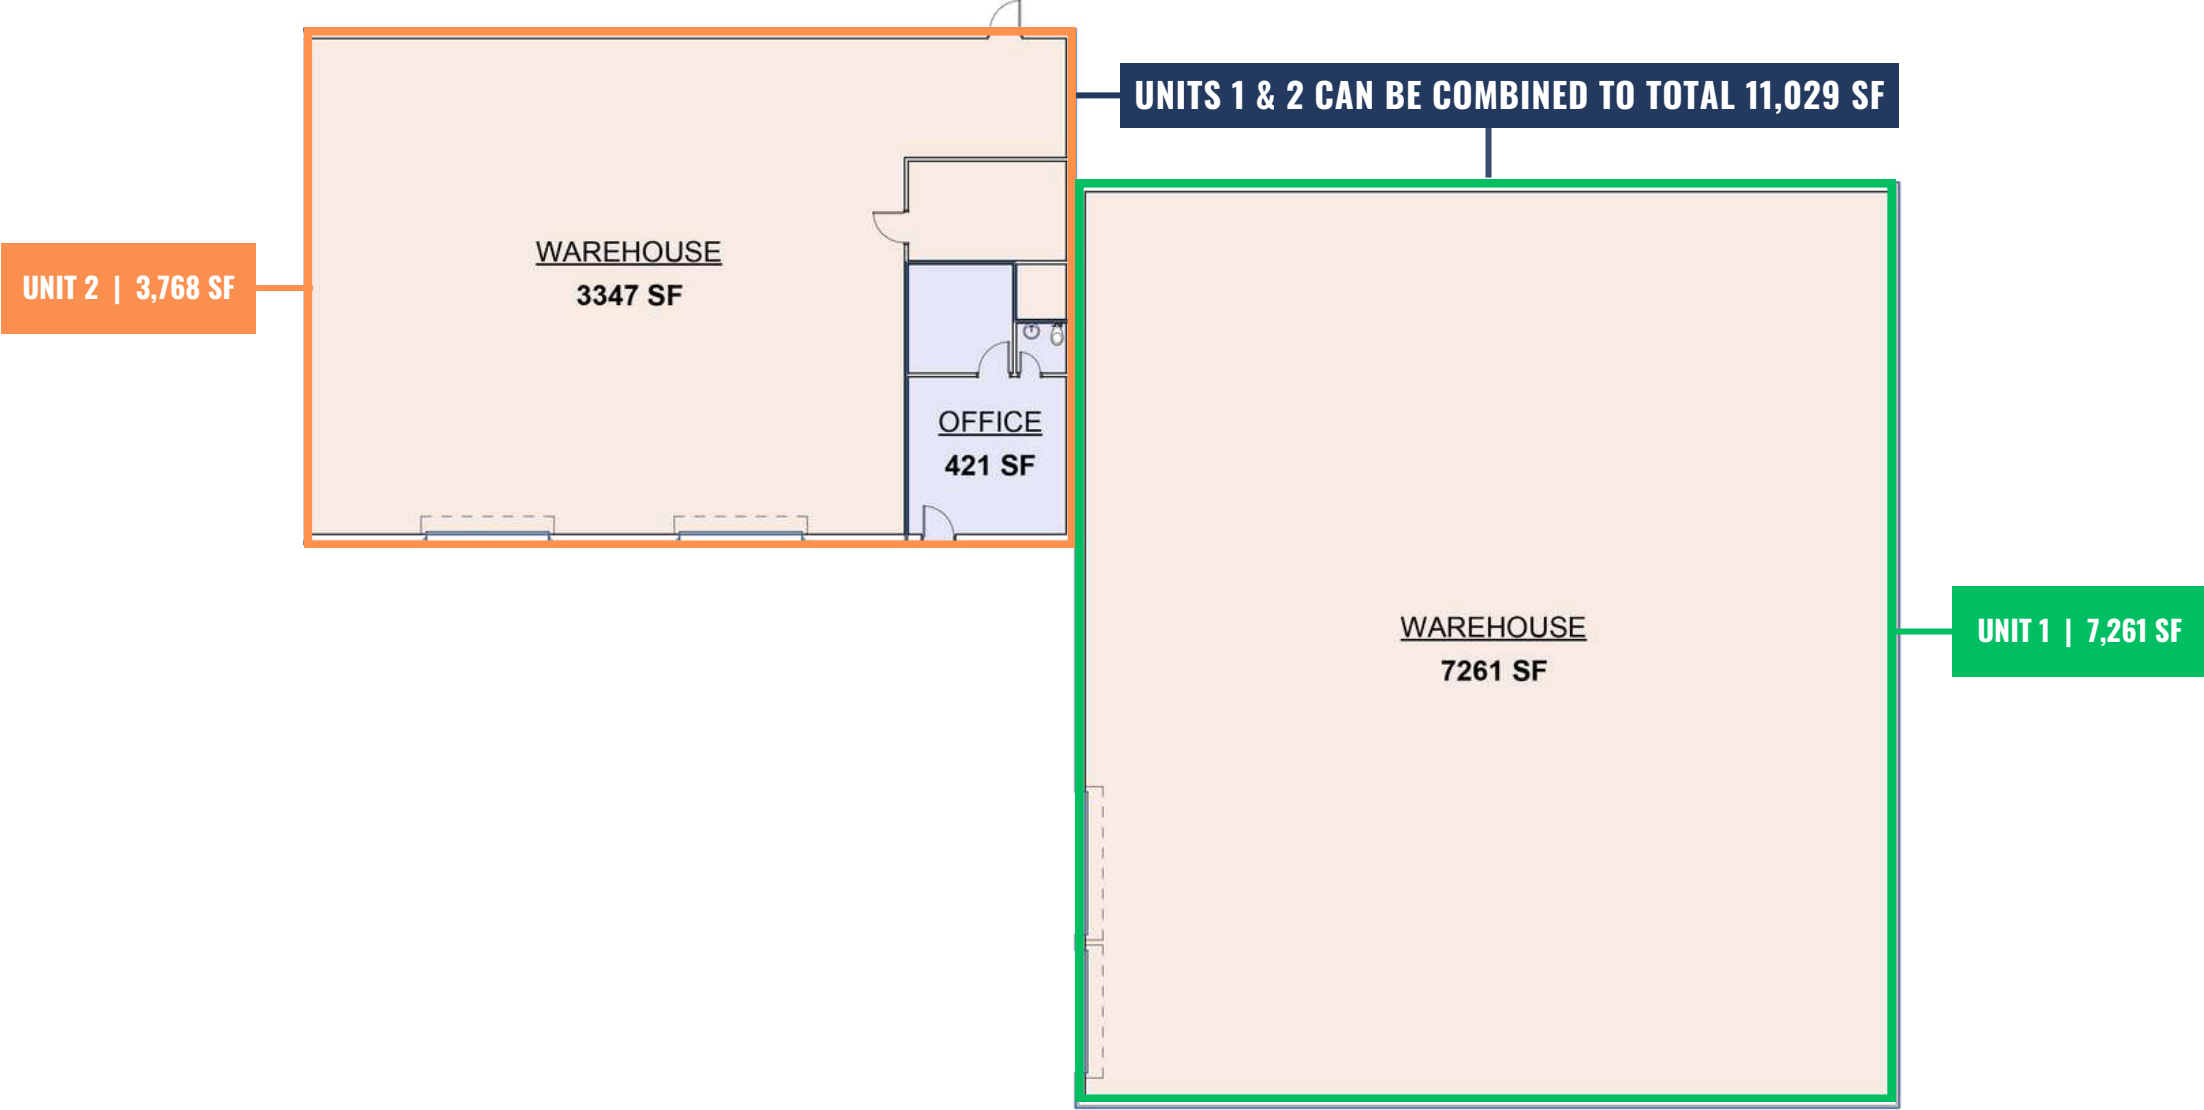 UNITS 1 & 2 CAN BE COMBINED TO TOTAL 11,029 SF
WAREHOUSE
3347 SF
UNIT 2 | 3,768 SF
OFFICE
421 SF
WAREHOUSE
7261 SF
UNIT 1 | 7,261 SF